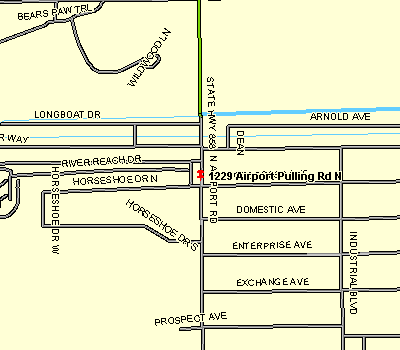 BEARS PAW TRL
WILDWOOD LN
STATE HWY 868
LONGBOAT DR
ARNOLD AVE
R WAY
DEAN
RIVER REACH DR
HORSESHOE DR N
1229 Airport-Pulling Rd N
N AIRPORT RD
HORSESHOE DR W
HORSESHOE DR S
DOMESTIC AVE
ENTERPRISE AVE
INDUSTRIAL BLVD
EXCHANGE AVE
PROSPECT AVE